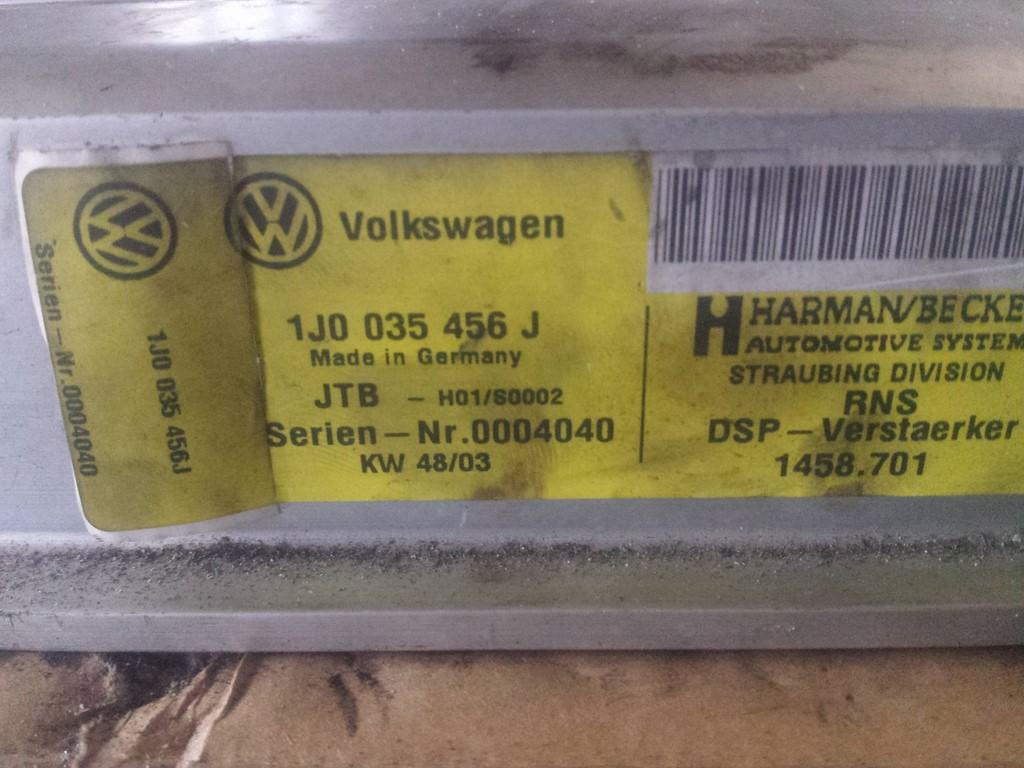 Serien-Nr.0004040
1J0 035 456J
Volkswagen
1J0 035 456 J
Made in Germany
JTB - H01/S0002
Serien-Nr.0004040
KW 48/03
HARMAN/BECKE
AUTOMOTIVE SYSTEM
STRAUBING DIVISION
RNS
DSP-Verstaerker
1458.701